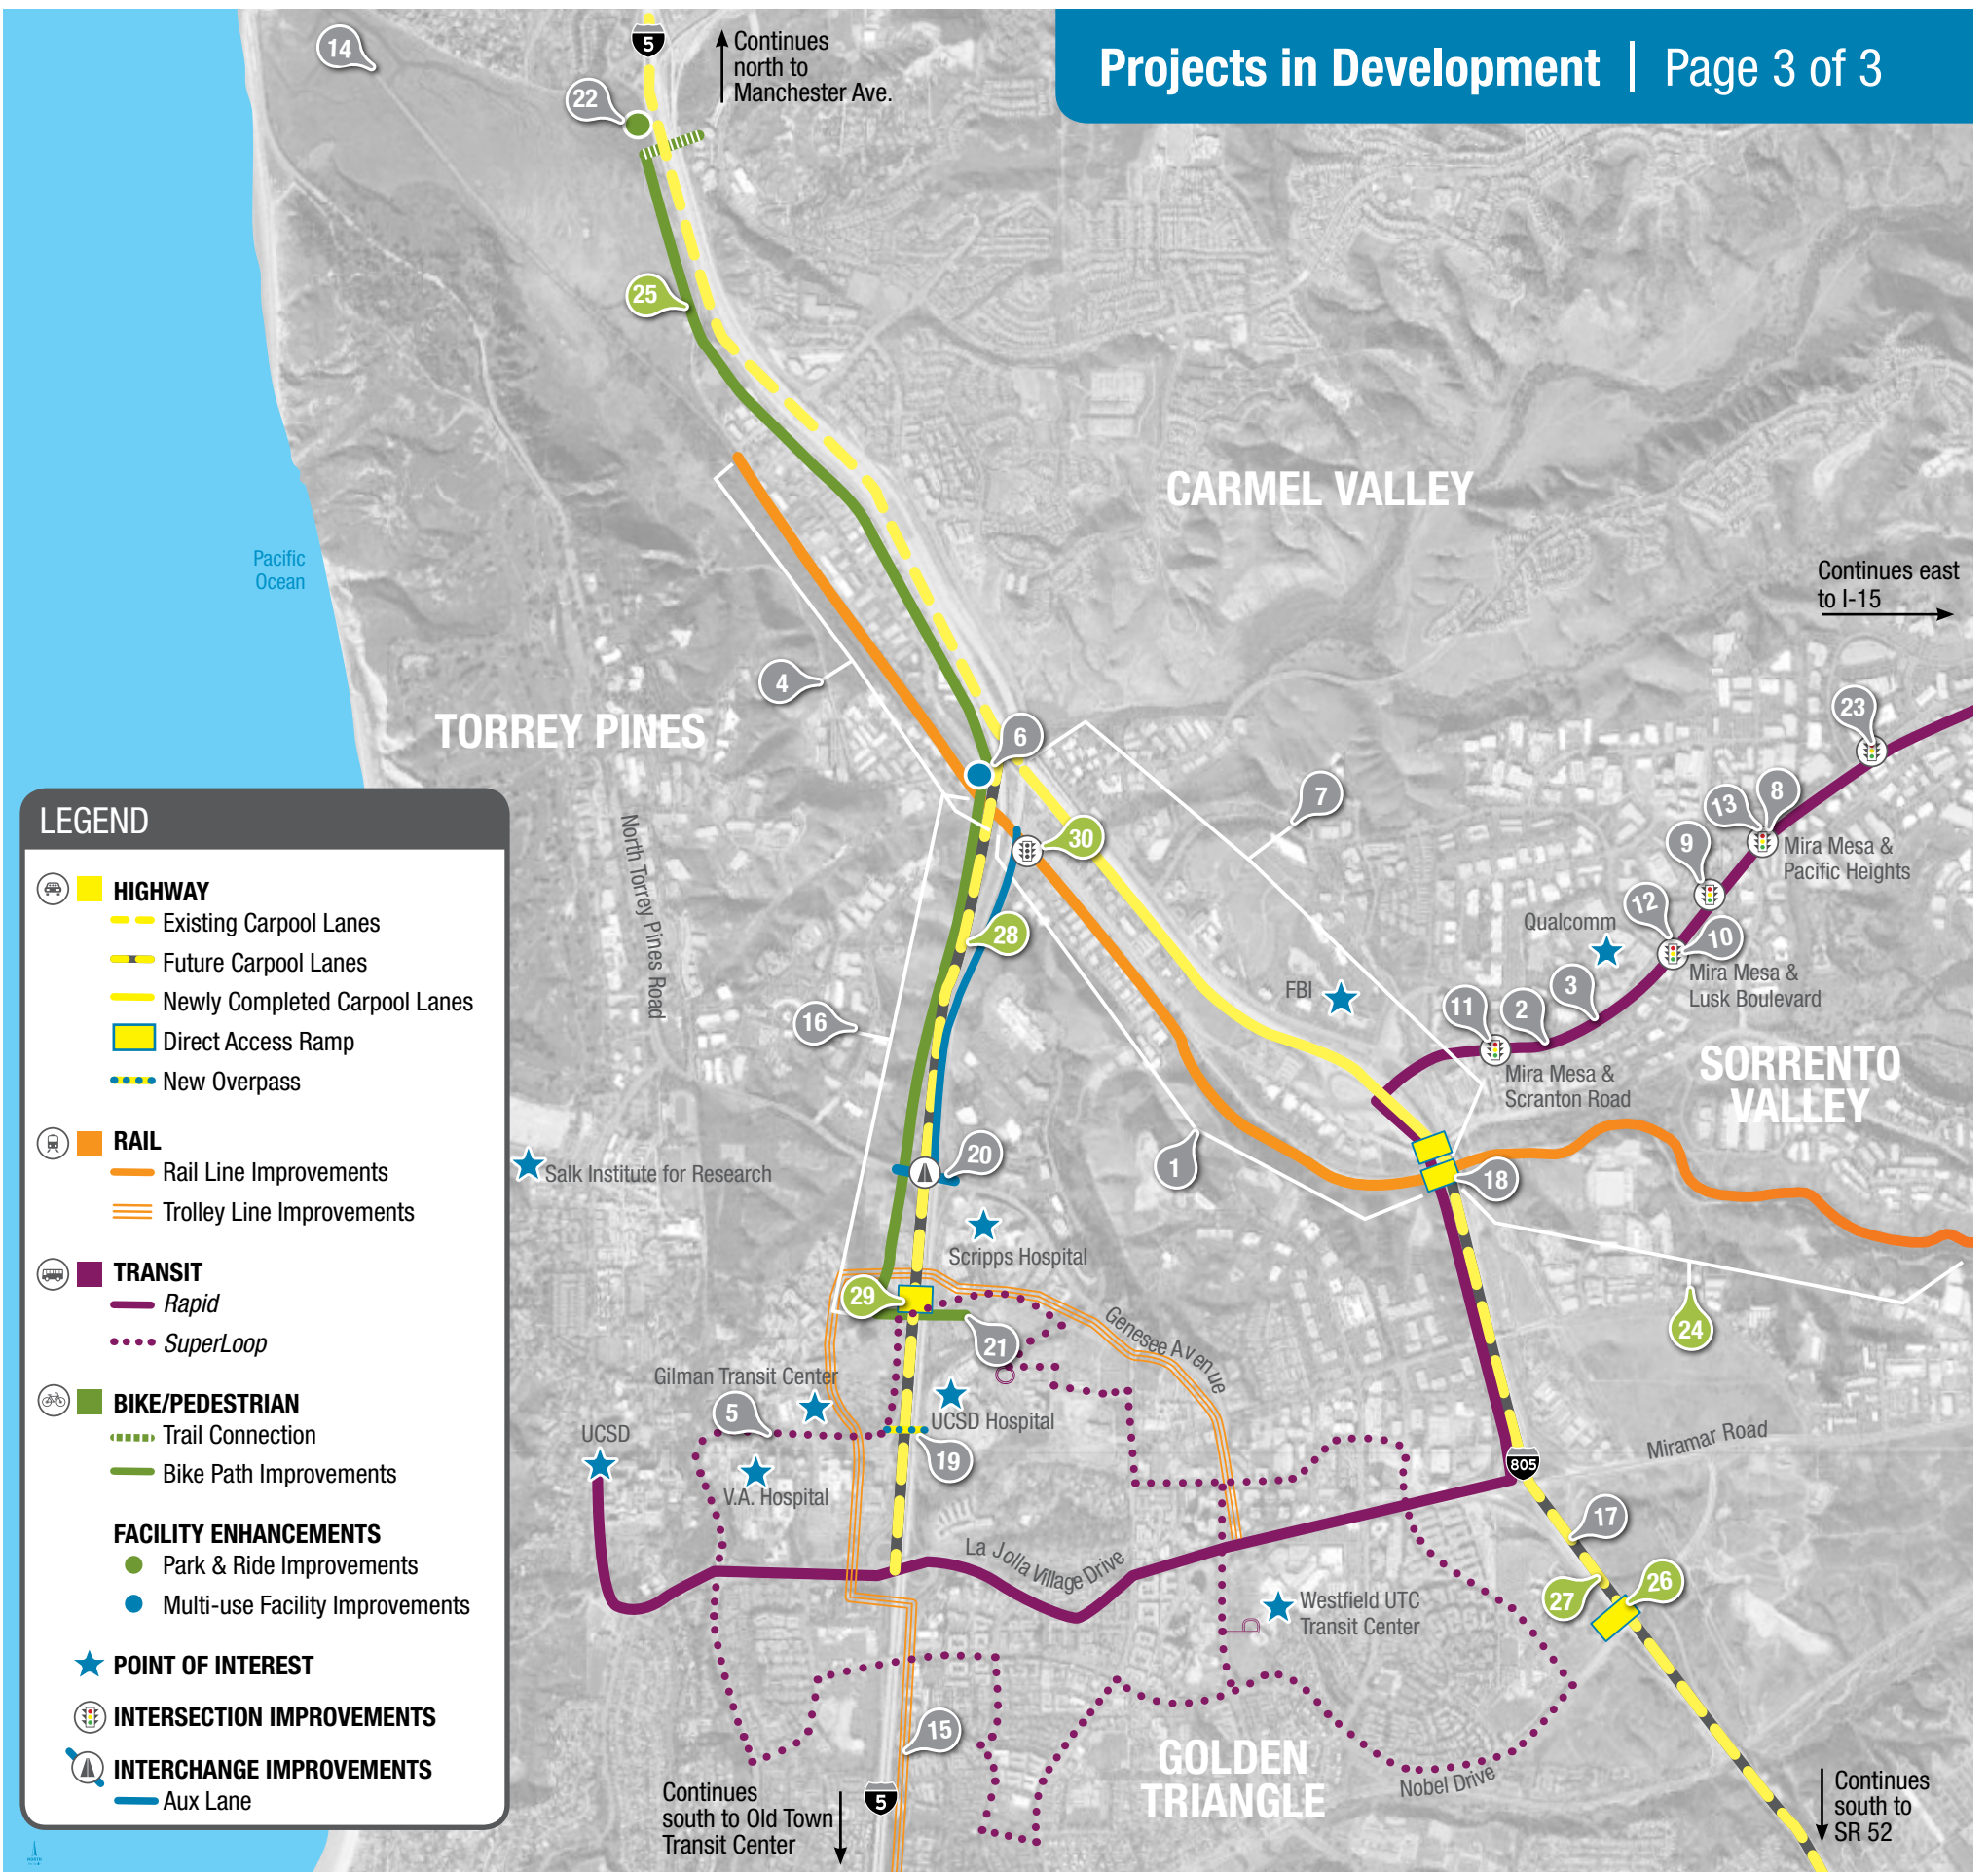 Projects in Development | Page 3 of 3
5
Continues
north to
Manchester Ave.
14
22
25
CARMEL VALLEY
Pacific
Ocean
Continues east
to I-15
4
TORREY PINES
6
7
23
13
8
Mira Mesa &
Pacific Heights
9
30
12
10
Qualcomm
Mira Mesa &
Lusk Boulevard
28
FBI
3
2
11
Mira Mesa &
Scranton Road
SORRENTO
VALLEY
North Torrey Pines Road
16
20
1
18
Salk Institute for Research
Scripps Hospital
29
21
Genesee Avenue
24
Gilman Transit Center
5
UCSD Hospital
UCSD
V.A. Hospital
19
805
Miramar Road
17
La Jolla Village Drive
26
27
Westfield UTC
Transit Center
15
GOLDEN
TRIANGLE
Nobel Drive
Continues
south to Old Town
Transit Center
5
Continues
south to
SR 52
LEGEND
HIGHWAY
Existing Carpool Lanes
Future Carpool Lanes
Newly Completed Carpool Lanes
Direct Access Ramp
New Overpass
RAIL
Rail Line Improvements
Trolley Line Improvements
TRANSIT
Rapid
SuperLoop
BIKE/PEDESTRIAN
Trail Connection
Bike Path Improvements
FACILITY ENHANCEMENTS
Park & Ride Improvements
Multi-use Facility Improvements
POINT OF INTEREST
INTERSECTION IMPROVEMENTS
INTERCHANGE IMPROVEMENTS
Aux Lane